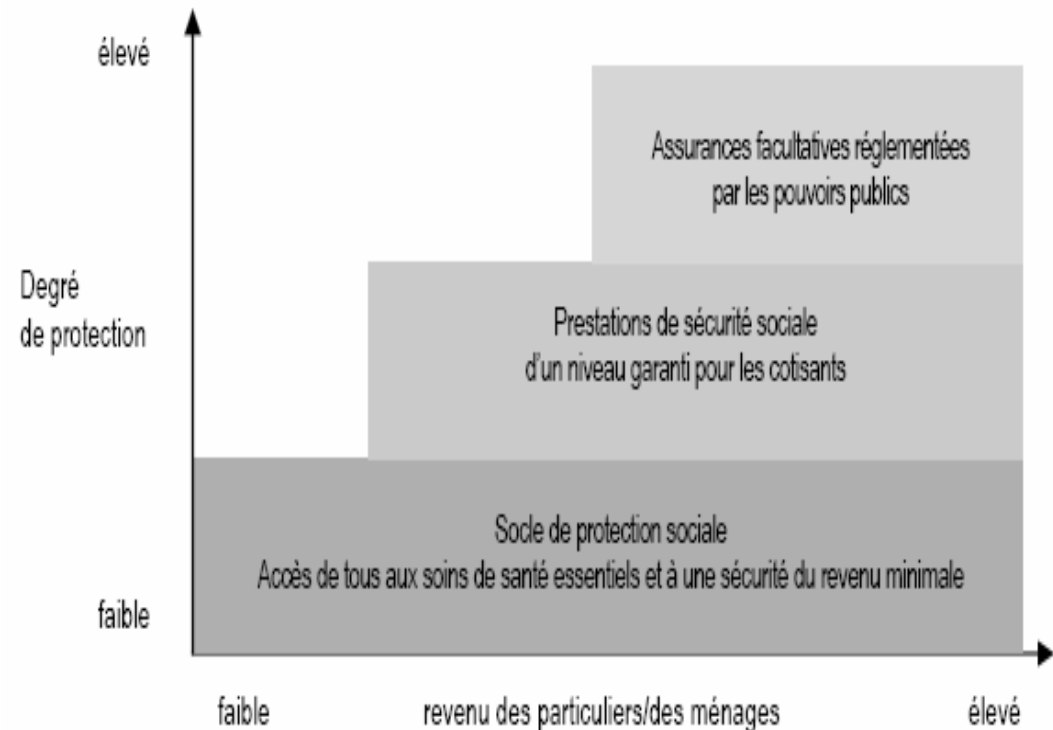 élevé
Assurances facultatives réglementées
par les pouvoirs publics
Degré
de protection
Prestations de sécurité sociale
d'un niveau garanti pour les cotisants
Socle de protection sociale
Accès de tous aux soins de santé essentiels et à une sécurité du revenu minimale
faible
faible revenu des particuliers/des ménages élevé